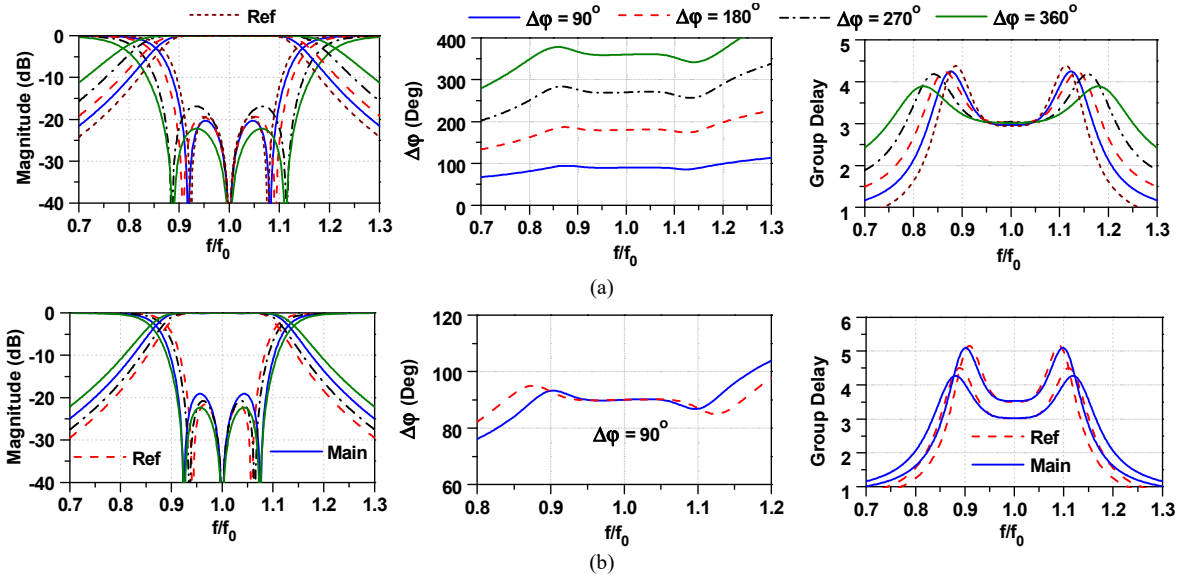 Ref
Δφ = 90°
Δφ = 180°
Δφ = 270°
Δφ = 360°
Magnitude (dB)
0
-10
-20
-30
-40
0.7 0.8 0.9 1.0 1.1 1.2 1.3
f/f0
Δφ (Deg)
400
300
200
100
0
0.7 0.8 0.9 1.0 1.1 1.2 1.3
f/f0
Group Delay
5
4
3
2
1
0.7 0.8 0.9 1.0 1.1 1.2 1.3
f/f0
(a)
Magnitude (dB)
0
-10
-20
-30
-40
Ref
Main
0.7 0.8 0.9 1.0 1.1 1.2 1.3
f/f0
Δφ (Deg)
120
100
80
60
Δφ = 90°
0.8 0.9 1.0 1.1 1.2
f/f0
Group Delay
6
5
4
3
2
1
Ref
Main
0.7 0.8 0.9 1.0 1.1 1.2 1.3
f/f0
(b)